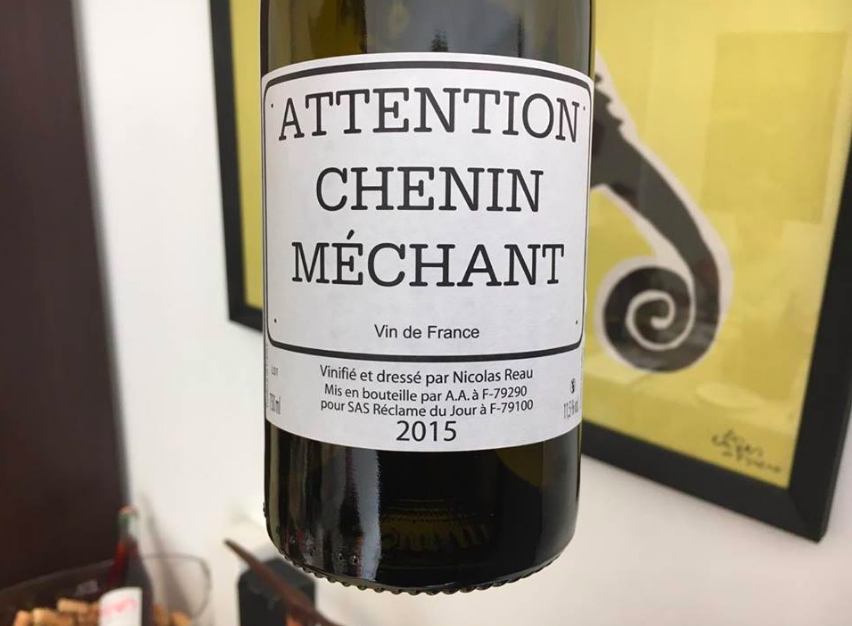 ATTENTION
CHENIN
MÉCHANT
Vin de France
Vinifié et dressé par Nicolas Reau
Mis en bouteille par A.A. à F-79290
pour SAS Réclame du Jour à F-79100
2015